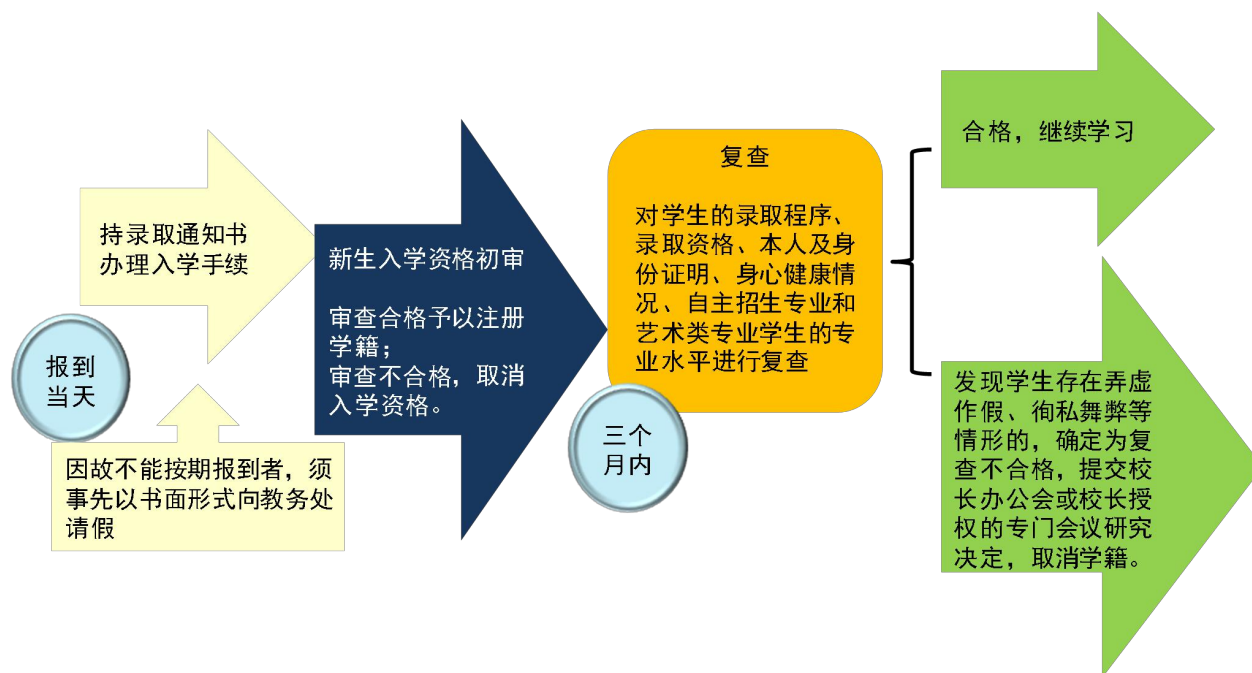 持录取通知书
办理入学手续
报到
当天
因故不能按期报到者，须
事先以书面形式向教务处
请假
新生入学资格初审
审查合格予以注册
学籍；
审查不合格，取消
入学资格。
复查
对学生的录取程序、
录取资格、本人及身
份证明、身心健康情
况、自主招生专业和
艺术类专业学生的专
业水平进行复查
三个
月内
合格，继续学习
发现学生存在弄虚
作假、徇私舞弊等
情形的，确定为复
查不合格，提交校
长办公会或校长授
权的专门会议研究
决定，取消学籍。